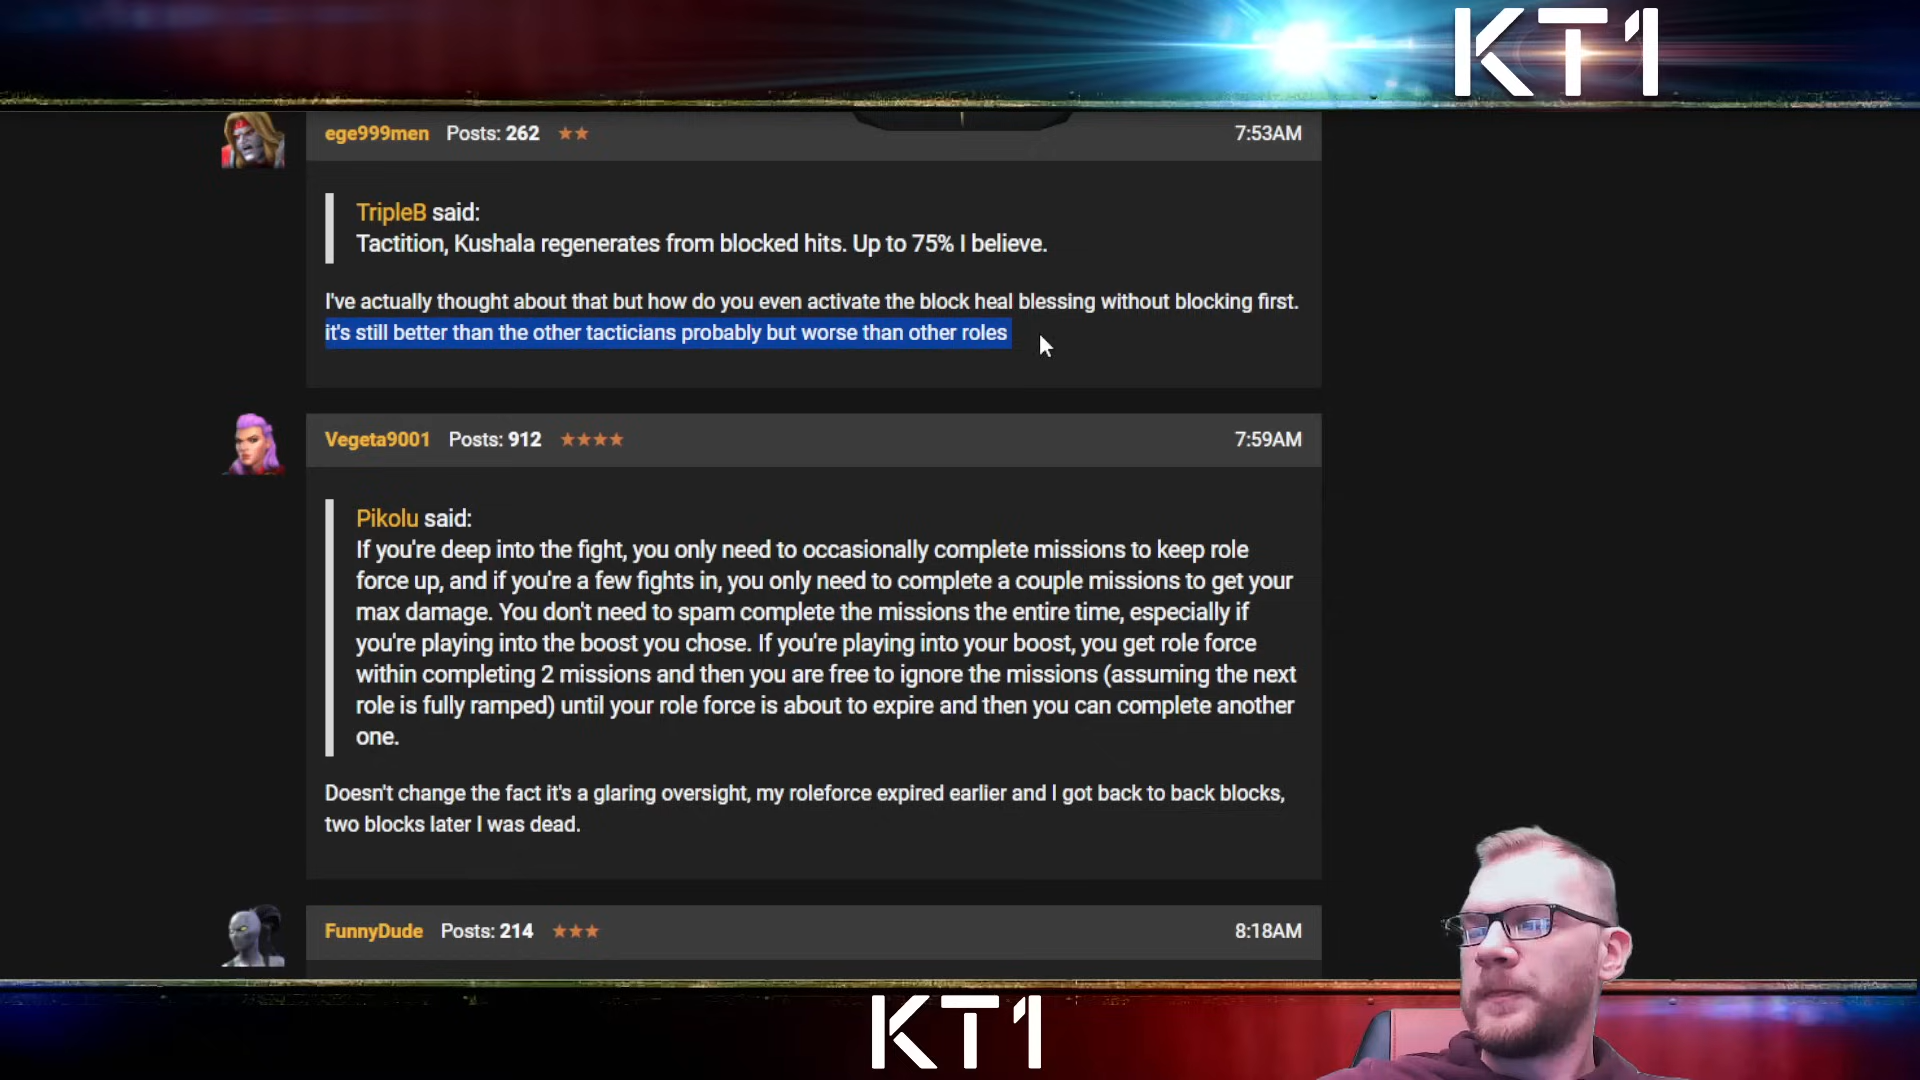 KT1
ege999men Posts: 262 7:53AM
TripleB said:
Tactition, Kushala regenerates from blocked hits. Up to 75% I believe.
I've actually thought about that but how do you even activate the block heal blessing without blocking first.
it's still better than the other tacticians probably but worse than other roles
Vegeta9001 Posts: 912 7:59AM
Pikolu said:
If you're deep into the fight, you only need to occasionally complete missions to keep role
force up, and if you're a few fights in, you only need to complete a couple missions to get your
max damage. You don't need to spam complete the missions the entire time, especially if
you're playing into the boost you chose. If you're playing into your boost, you get role force
within completing 2 missions and then you are free to ignore the missions (assuming the next
role is fully ramped) until your role force is about to expire and then you can complete another
one.
Doesn't change the fact it's a glaring oversight, my roleforce expired earlier and I got back to back blocks,
two blocks later I was dead.
FunnyDude Posts: 214 8:18AM
KT1